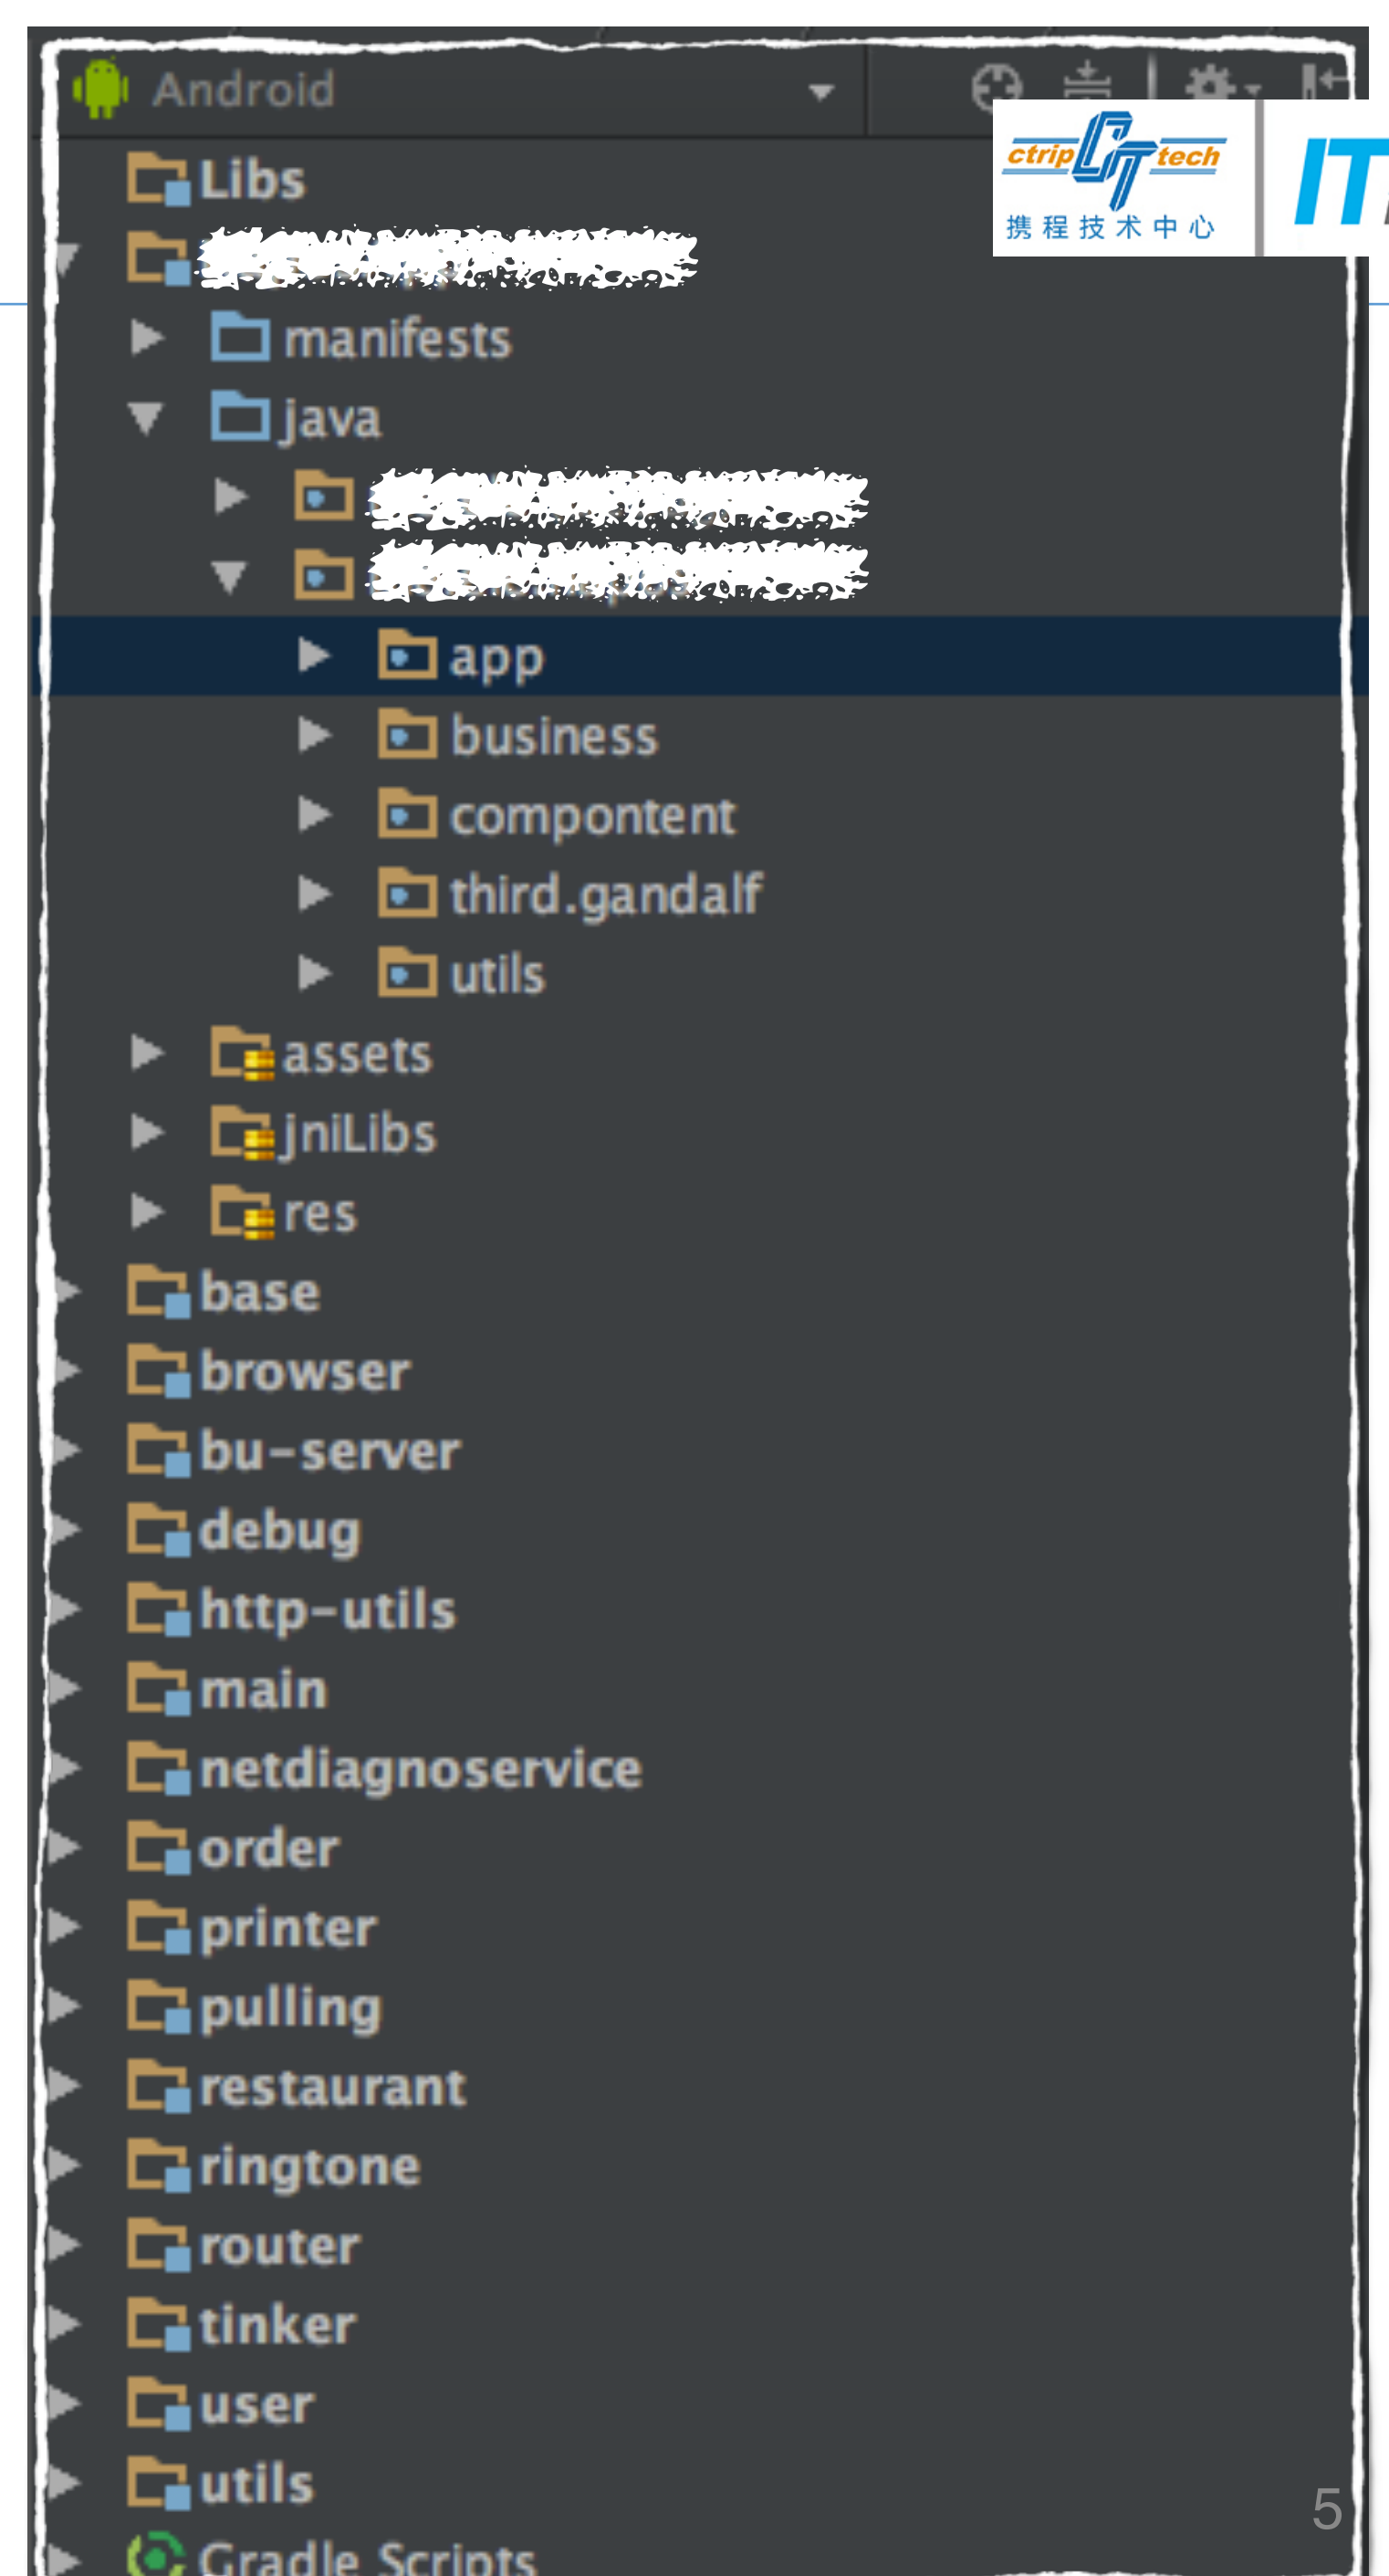 Android
ctrip CT tech
携程技术中心
IT
Libs
manifests
java
app
business
compontent
third.gandalf
utils
assets
jniLibs
res
base
browser
bu-server
debug
http-utils
main
netdiagnoservice
order
printer
pulling
restaurant
ringtone
router
tinker
user
utils
5
Gradle Scripts